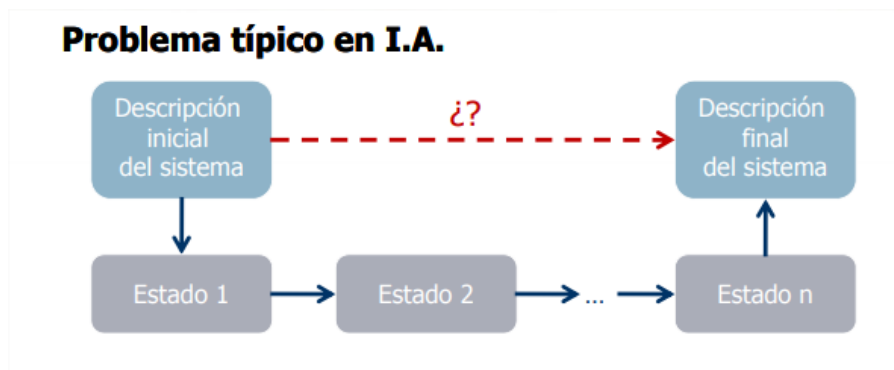 Problema típico en I.A.
Descripción
inicial
del sistema
¿?
Descripción
final
del sistema
Estado 1
Estado 2
...
Estado n